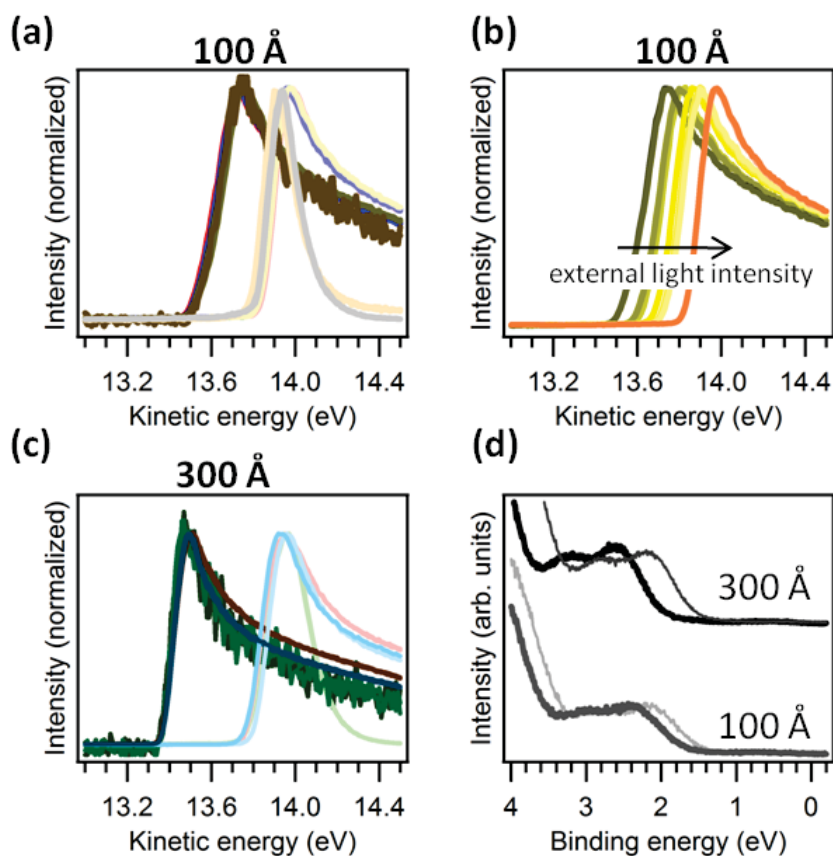 (a)
100 Å
Intensity (normalized)
13.2 13.6 14.0 14.4
Kinetic energy (eV)
(b)
100 Å
Intensity (normalized)
external light intensity
13.2 13.6 14.0 14.4
Kinetic energy (eV)
(c)
300 Å
Intensity (normalized)
13.2 13.6 14.0 14.4
Kinetic energy (eV)
(d)
Intensity (arb. units)
300 Å
100 Å
4 3 2 1 0
Binding energy (eV)